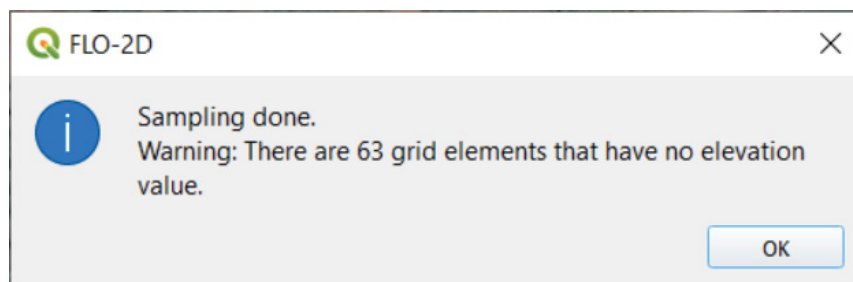 FLO-2D
Sampling done.
Warning: There are 63 grid elements that have no elevation
value.
OK